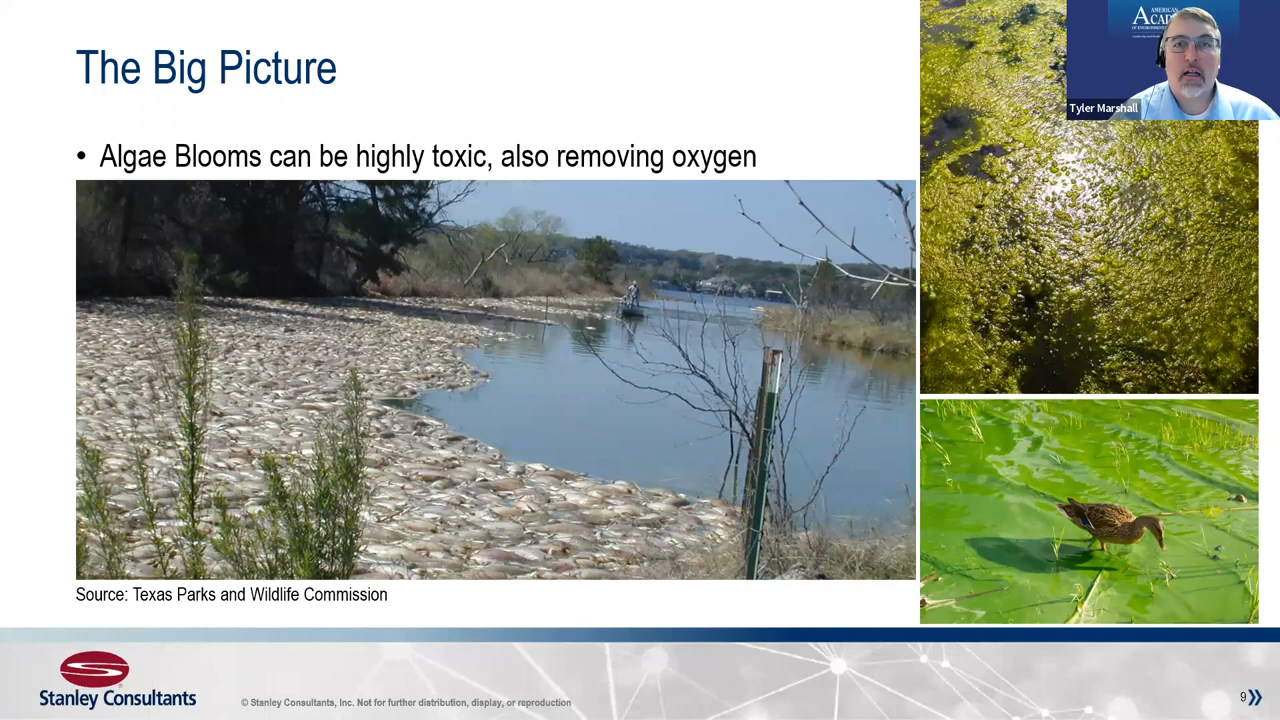 The Big Picture
AMERICAN
Tyler Marshall
• Algae Blooms can be highly toxic, also removing oxygen
Source: Texas Parks and Wildlife Commission
Stanley Consultants
© Stanley Consultants, Inc. Not for further distribution, display, or reproduction
9